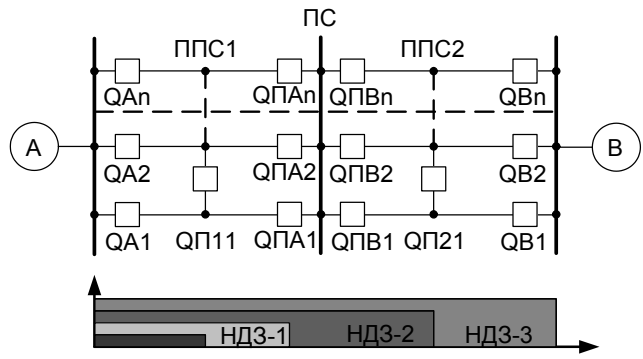 ПС
ППС1 ППС2
QAn QПAn QПBn QBn
A B
QA2 QПA2 QПB2 QB2
QA1 QП11 QПA1 QПB1 QП21 QB1
НДЗ-1 НДЗ-2 НДЗ-3